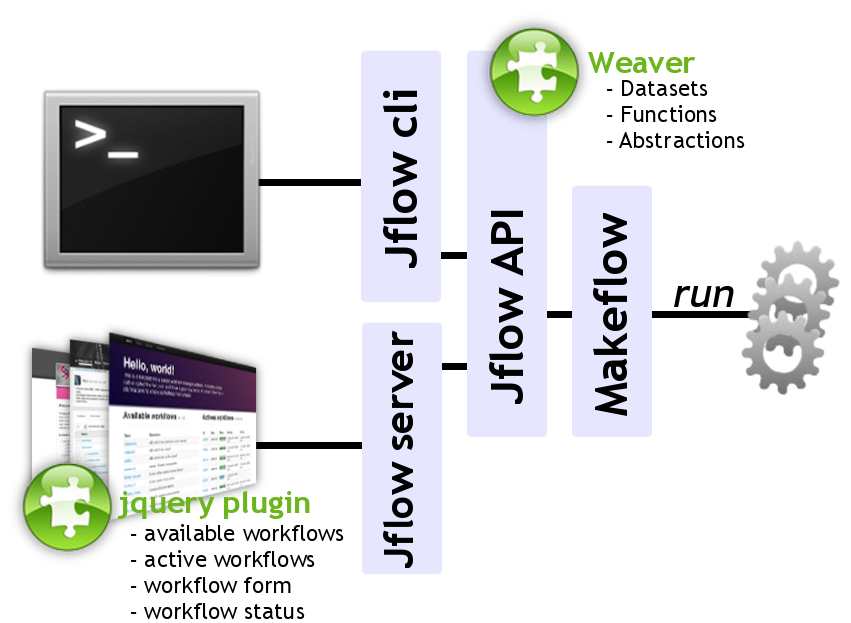 >_
Jflow cli
Jflow API
Weaver
- Datasets
- Functions
- Abstractions
Makeflow
run
Jflow server
Hello, world!
Available workflows
Active workflows
jquery plugin
- available workflows
- active workflows
- workflow form
- workflow status